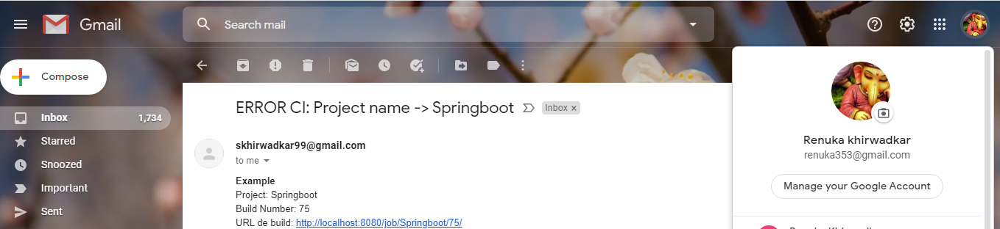 Gmail
Search mail
Compose
Inbox 1,734
Starred
Snoozed
Important
Sent
ERROR CI: Project name -> Springboot Inbox ×
skhirwadkar99@gmail.com
to me
Example
Project: Springboot
Build Number: 75
URL de build: http://localhost:8080/job/Springboot/75/
Renuka khirwadkar
renuka353@gmail.com
Manage your Google Account